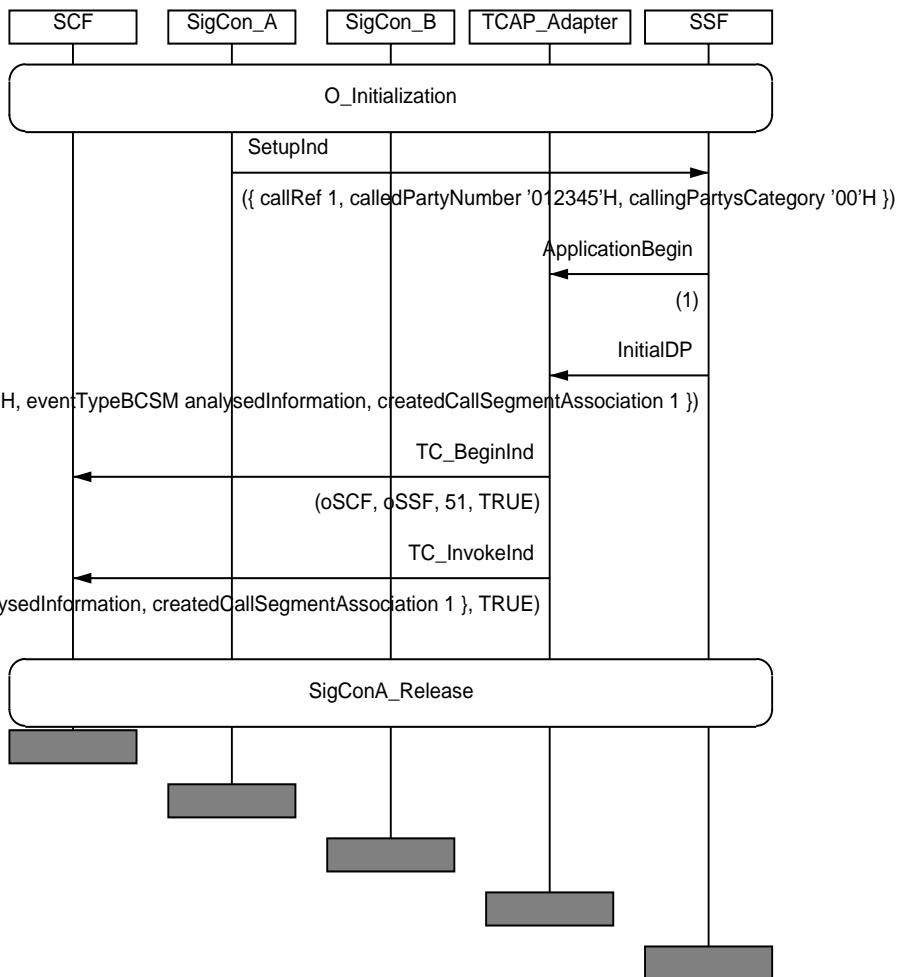 SCF SigCon_A SigCon_B TCAP_Adapter SSF
O_Initialization
SetupInd
({ callRef 1, calledPartyNumber '012345'H, callingPartysCategory '00'H })
ApplicationBegin
(1)
InitialDP
H, eventTypeBCSM analysedInformation, createdCallSegmentAssociation 1 })
TC_BeginInd
(oSCF, oSSF, 51, TRUE)
TC_InvokeInd
ysedInformation, createdCallSegmentAssociation 1 }, TRUE)
SigConA_Release